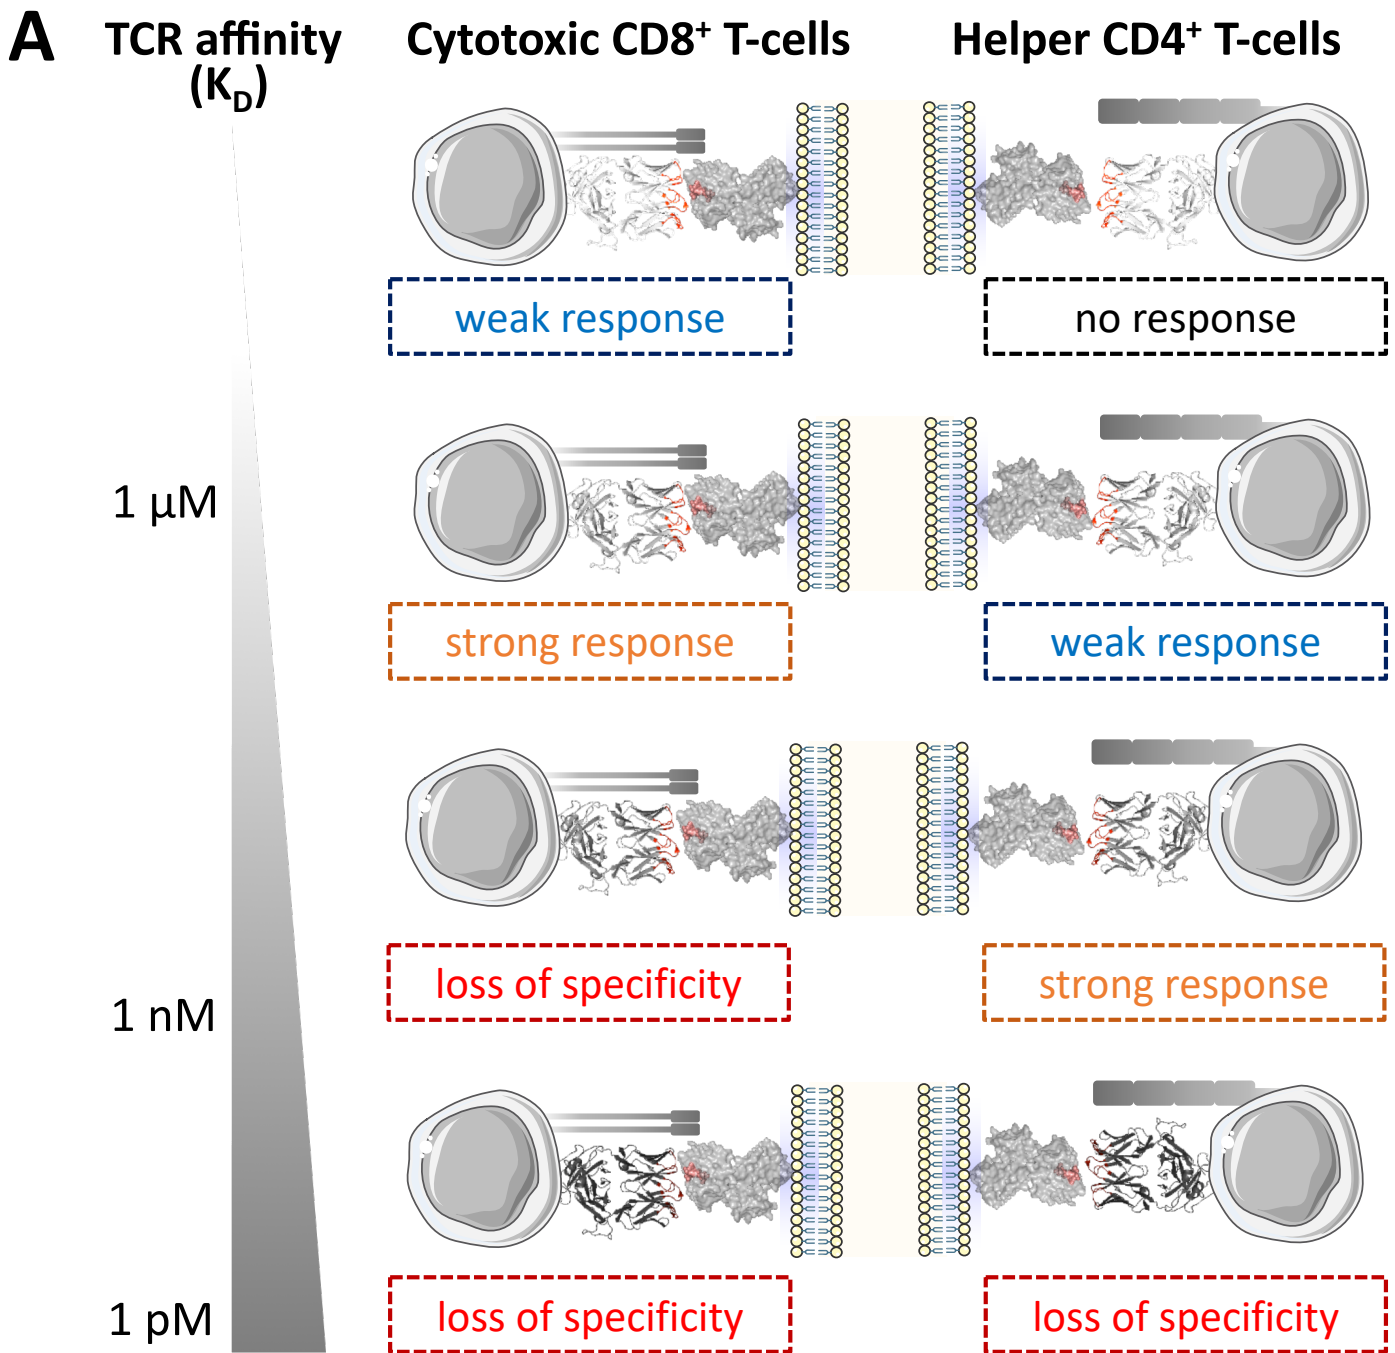 A
TCR affinity
(K_D)
Cytotoxic CD8⁺ T-cells
Helper CD4⁺ T-cells
weak response
no response
1 µM
strong response
weak response
loss of specificity
strong response
1 nM
loss of specificity
loss of specificity
1 pM